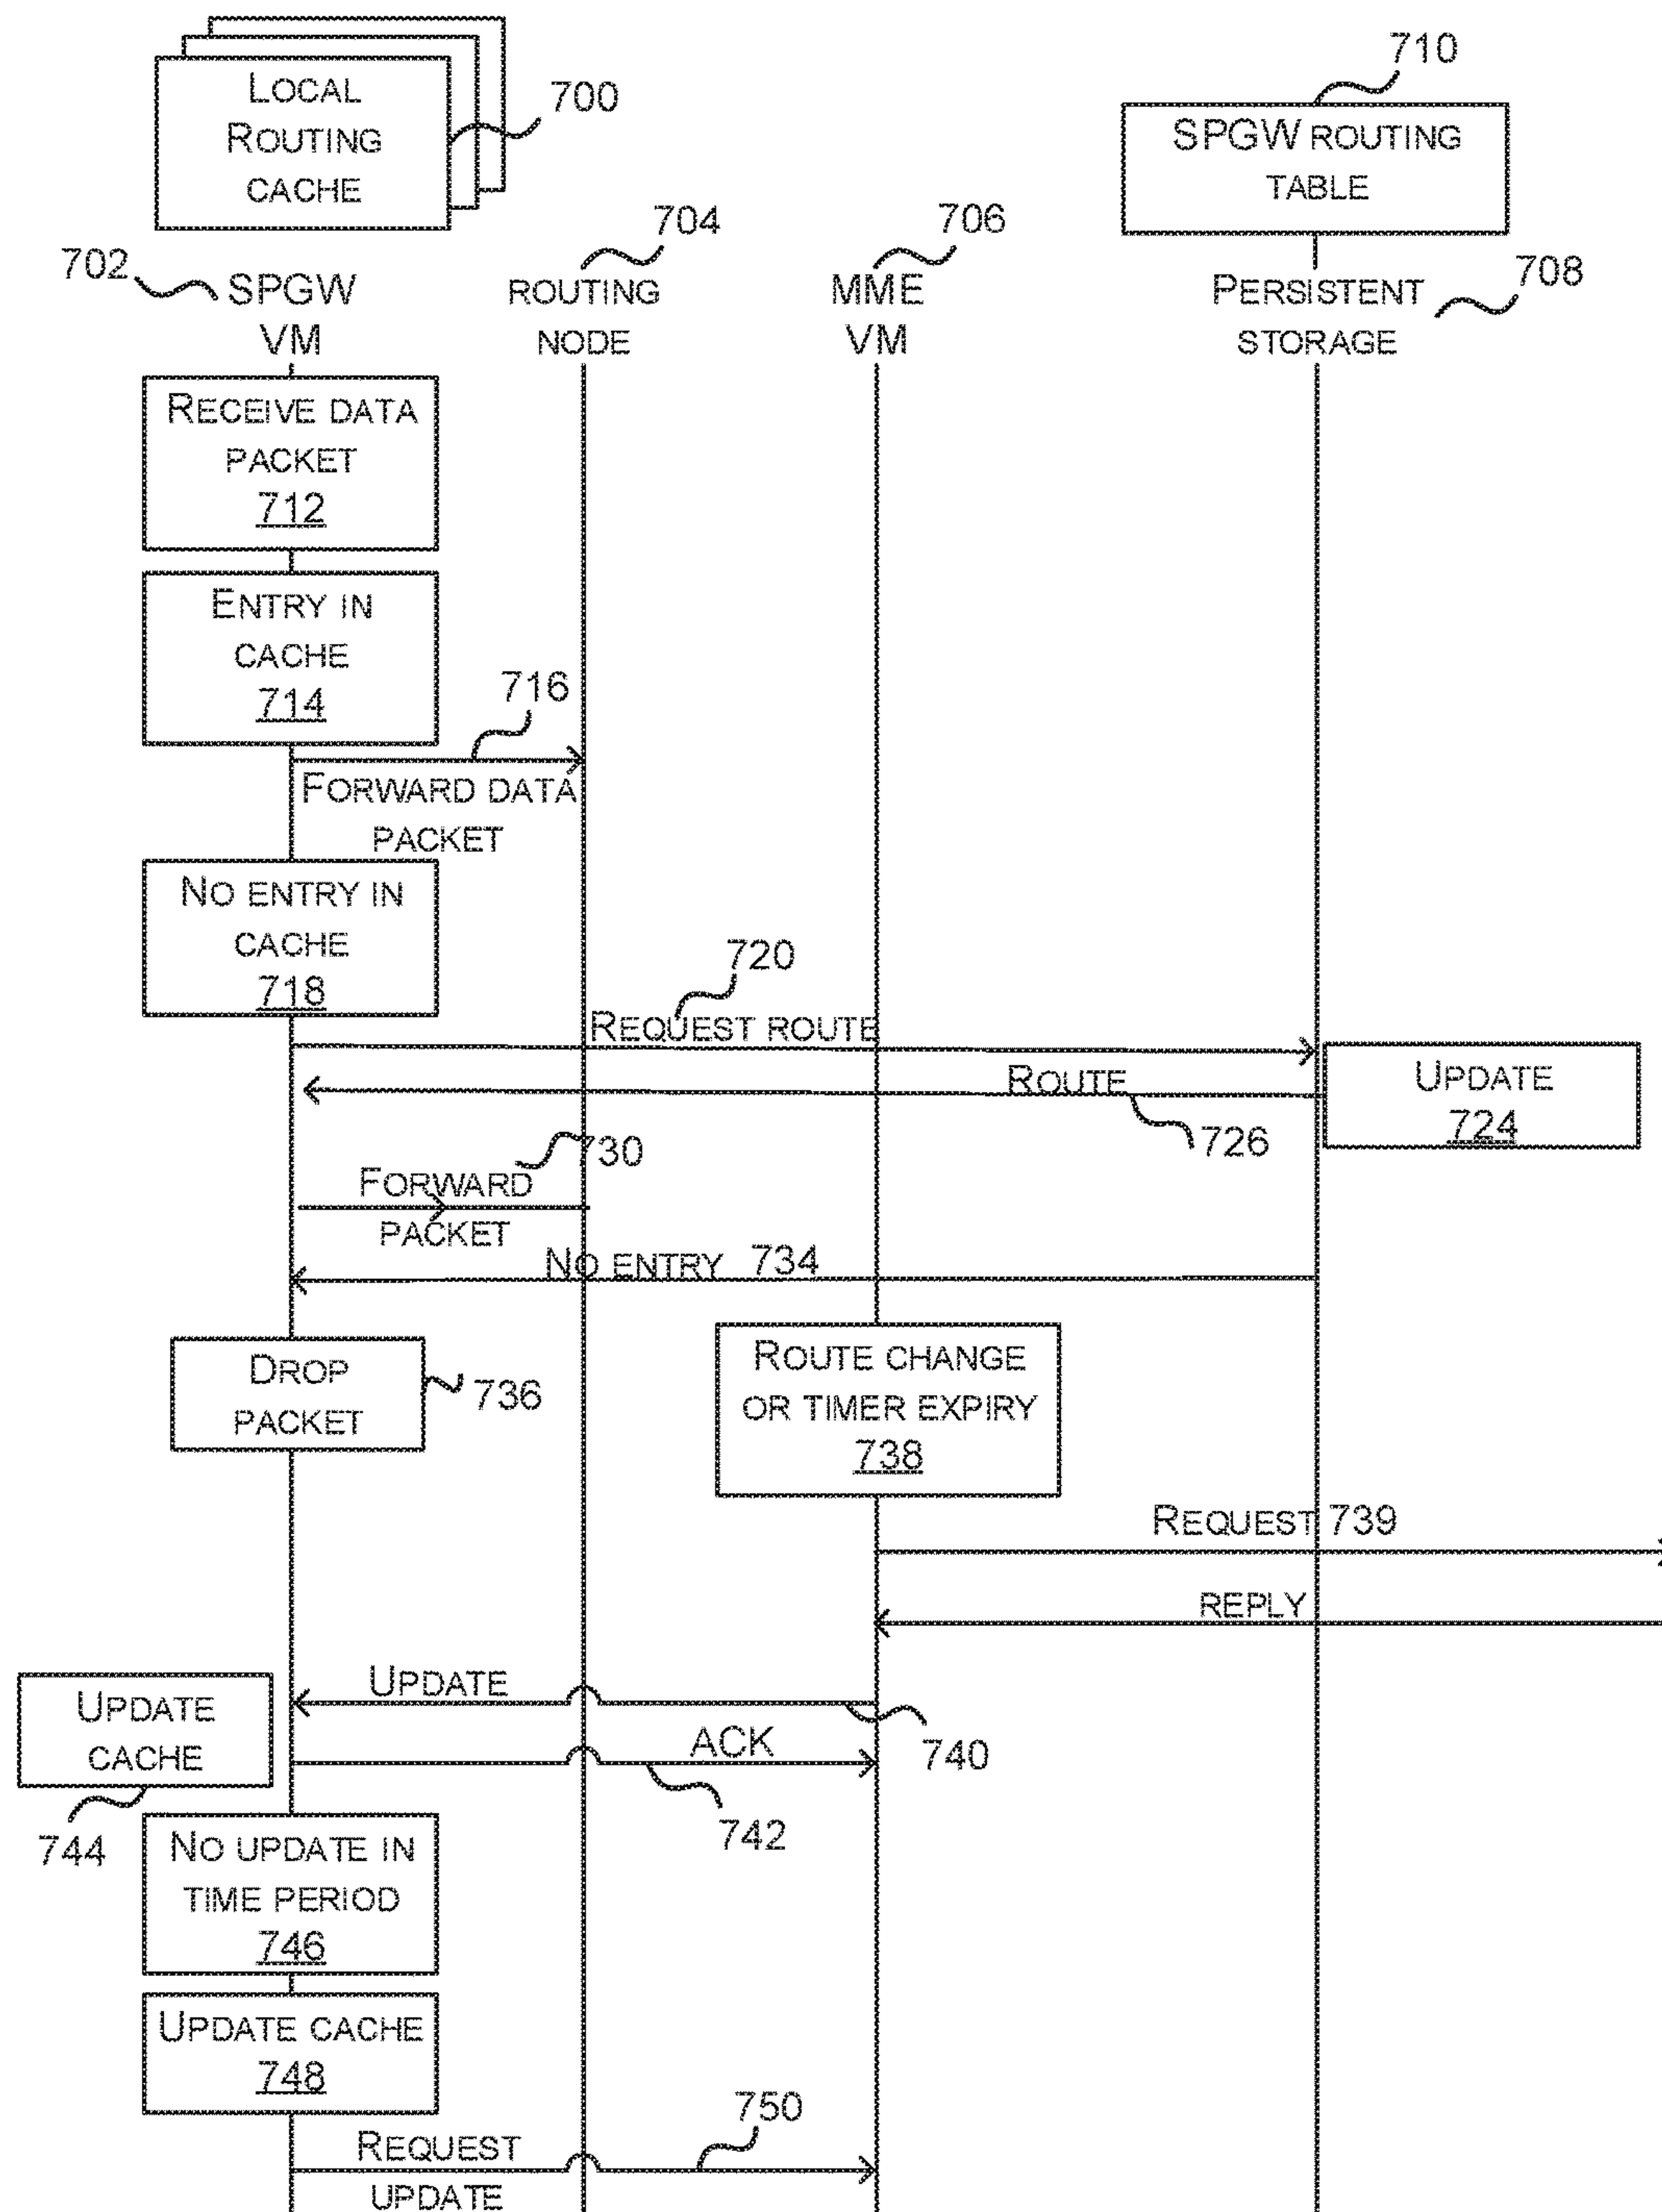 LOCAL
ROUTING
CACHE
700
710
SPGW ROUTING
TABLE
702
SPGW
VM
704
ROUTING
NODE
706
MME
VM
PERSISTENT
STORAGE
708
RECEIVE DATA
PACKET
712
ENTRY IN
CACHE
714
716
FORWARD DATA
PACKET
NO ENTRY IN
CACHE
718
720
REQUEST ROUTE
ROUTE
726
UPDATE
724
730
FORWARD
PACKET
NO ENTRY 734
DROP
PACKET
736
ROUTE CHANGE
OR TIMER EXPIRY
738
REQUEST 739
REPLY
UPDATE
740
UPDATE
CACHE
744
ACK
742
NO UPDATE IN
TIME PERIOD
746
UPDATE CACHE
748
750
REQUEST
UPDATE